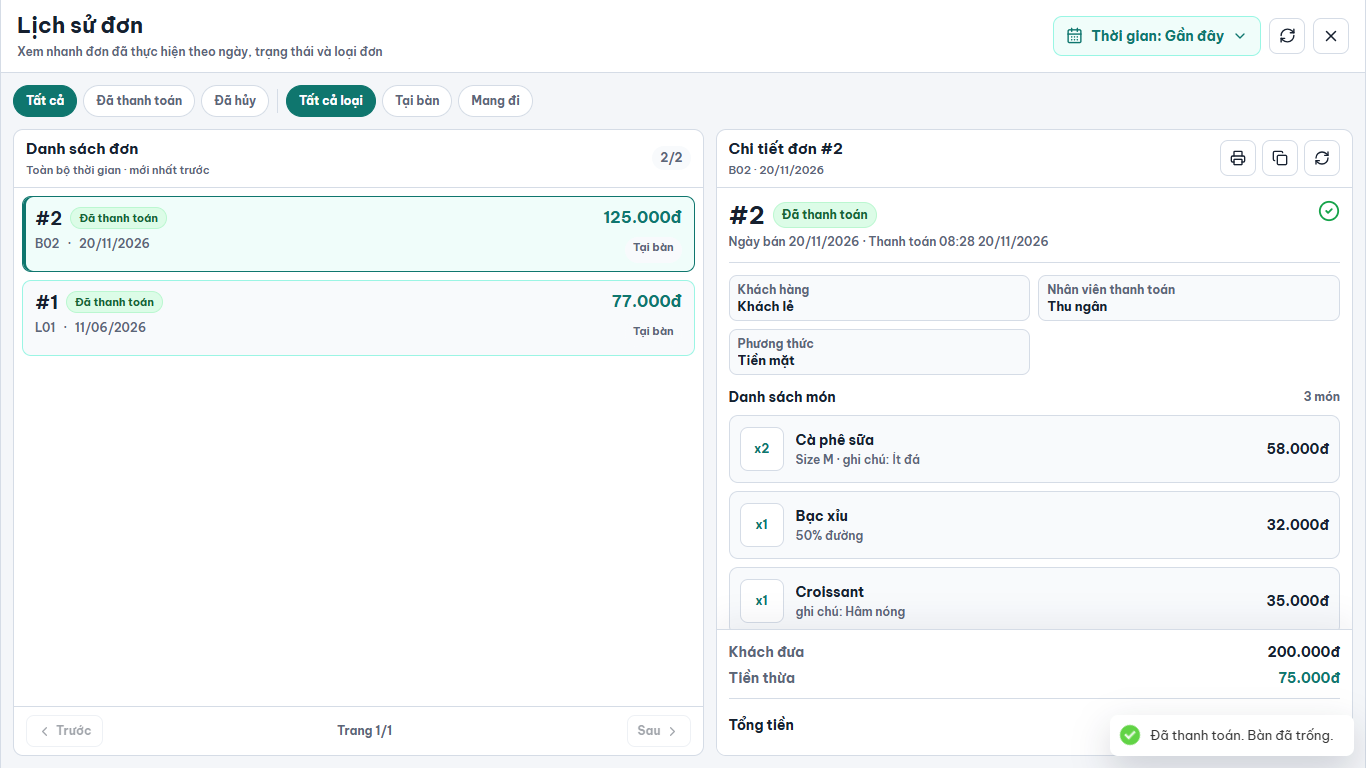 Lịch sử đơn
Xem nhanh đơn đã thực hiện theo ngày, trạng thái và loại đơn
Thời gian: Gần đây
Tất cả
Đã thanh toán
Đã hủy
Tất cả loại
Tại bàn
Mang đi
Danh sách đơn
Toàn bộ thời gian · mới nhất trước
2/2
#2 Đã thanh toán 125.000đ
B02 · 20/11/2026 Tại bàn
#1 Đã thanh toán 77.000đ
L01 · 11/06/2026 Tại bàn
Trước
Trang 1/1
Sau
Chi tiết đơn #2
B02 · 20/11/2026
#2 Đã thanh toán
Ngày bán 20/11/2026 · Thanh toán 08:28 20/11/2026
Khách hàng
Khách lẻ
Nhân viên thanh toán
Thu ngân
Phương thức
Tiền mặt
Danh sách món 3 món
x2
Cà phê sữa
Size M · ghi chú: Ít đá
58.000đ
x1
Bạc xỉu
50% đường
32.000đ
x1
Croissant
ghi chú: Hâm nóng
35.000đ
Khách đưa 200.000đ
Tiền thừa 75.000đ
Tổng tiền
Đã thanh toán. Bàn đã trống.